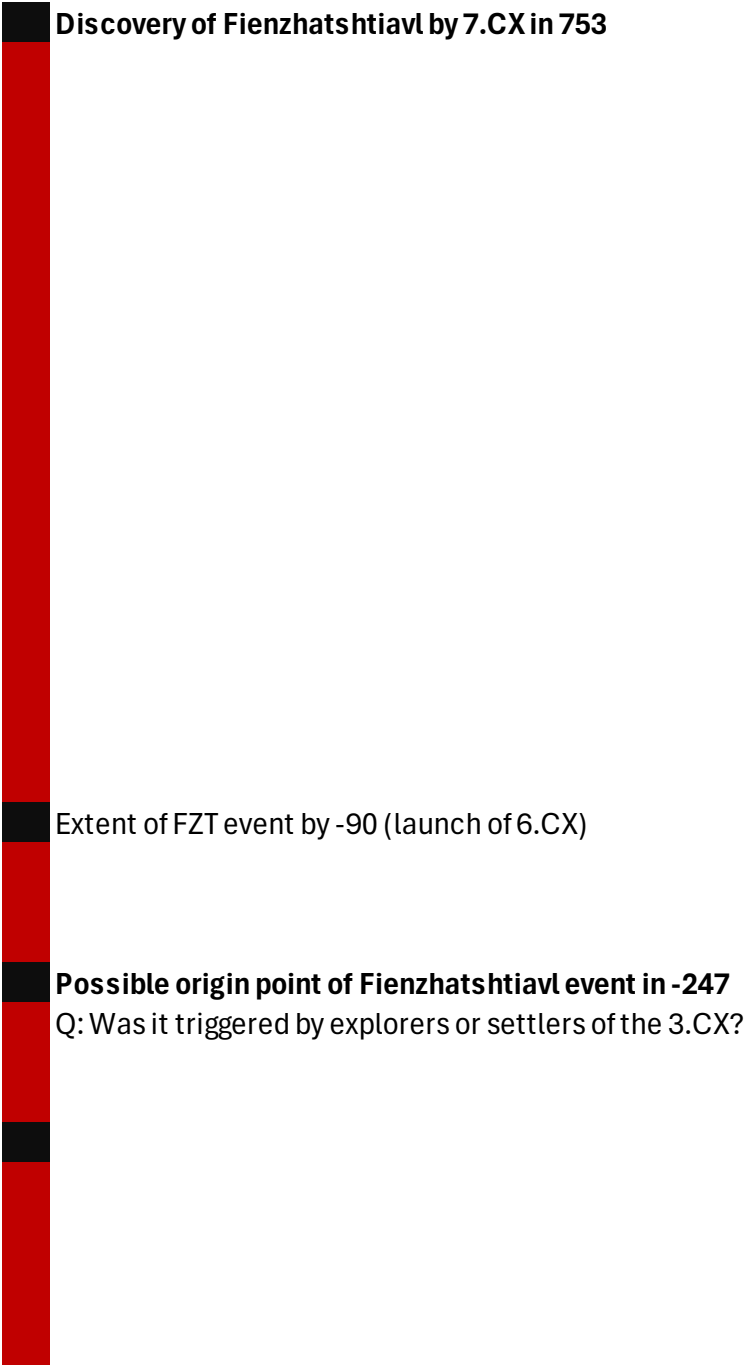 Discovery of Fienzhatshtiavl by 7.CX in 753
Extent of FZT event by -90 (launch of 6.CX)
Possible origin point of Fienzhatshtiavl event in -247
Q: Was it triggered by explorers or settlers of the 3.CX?